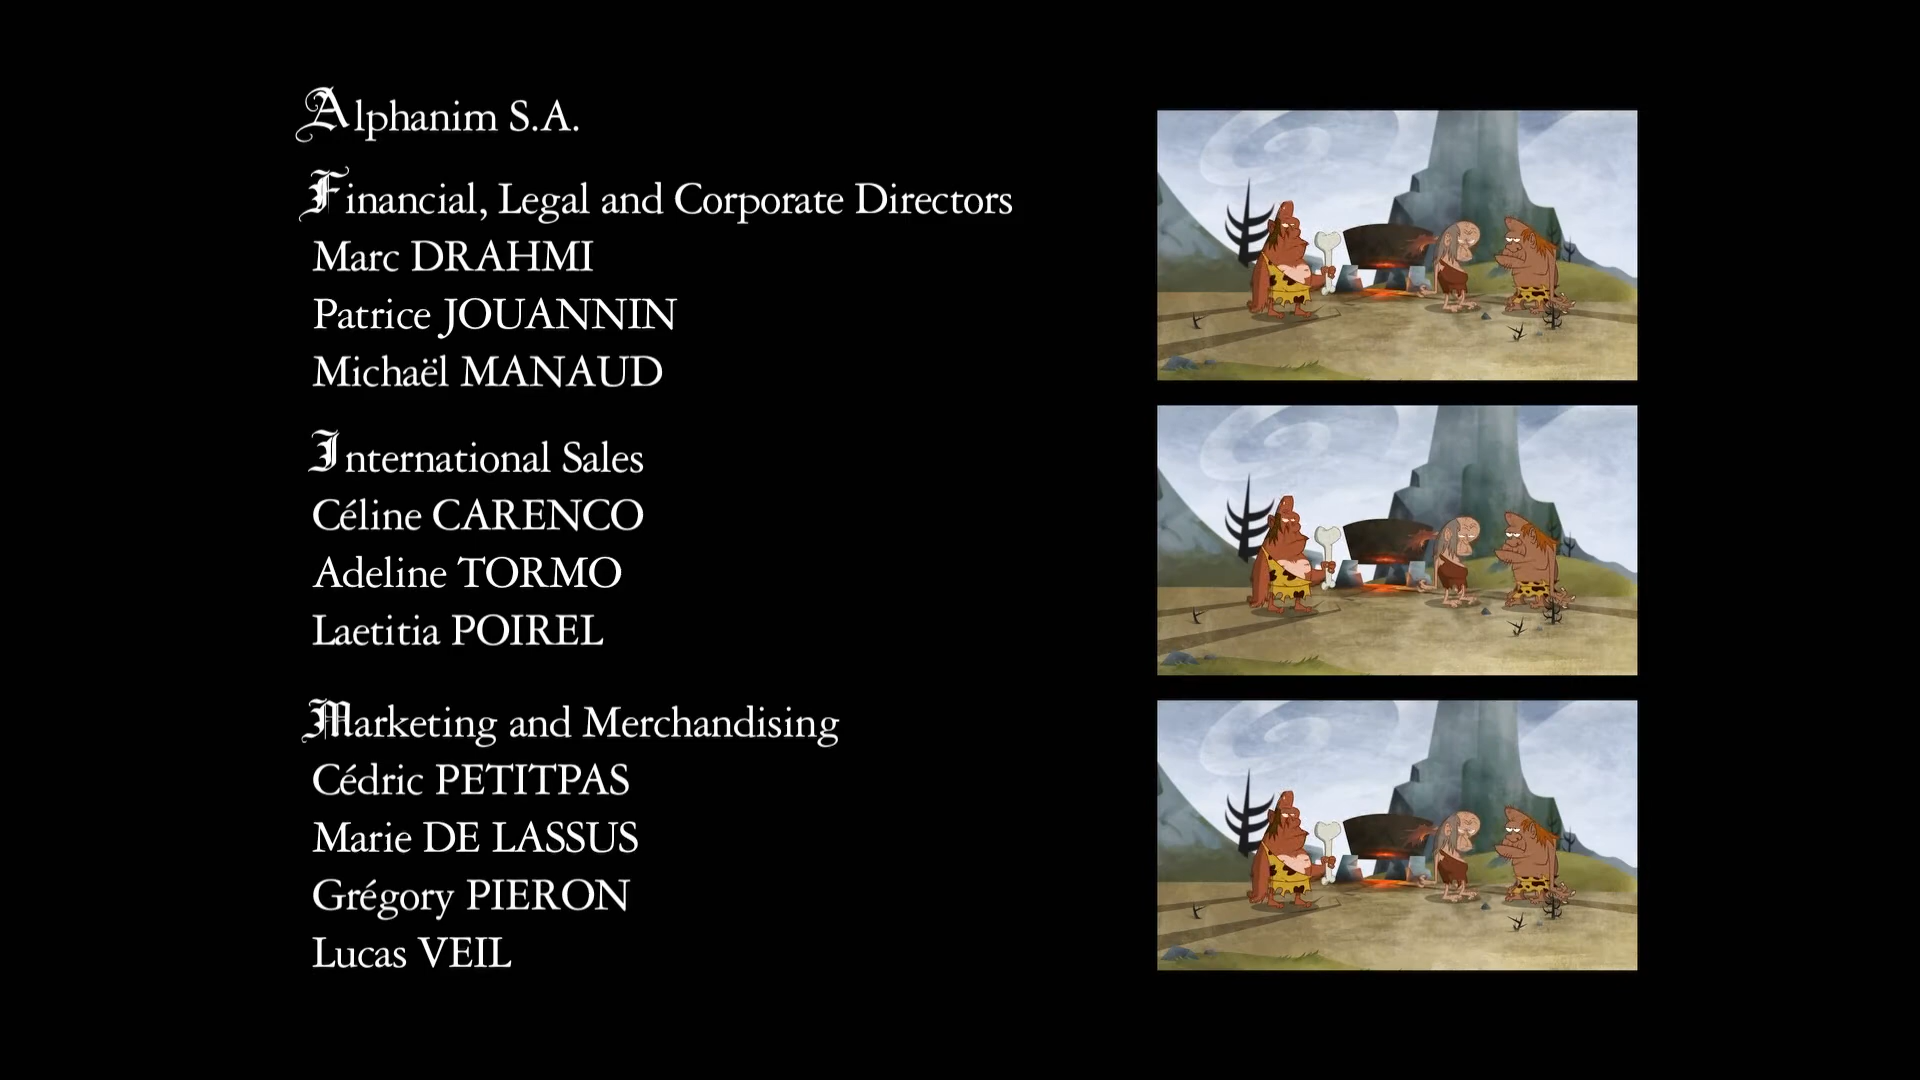 Alphanim S.A.
Financial, Legal and Corporate Directors
Marc DRAHMI
Patrice JOUANNIN
Michaël MANAUD
International Sales
Céline CARENCO
Adeline TORMO
Laetitia POIREL
Marketing and Merchandising
Cédric PETITPAS
Marie DE LASSUS
Grégory PIERON
Lucas VEIL